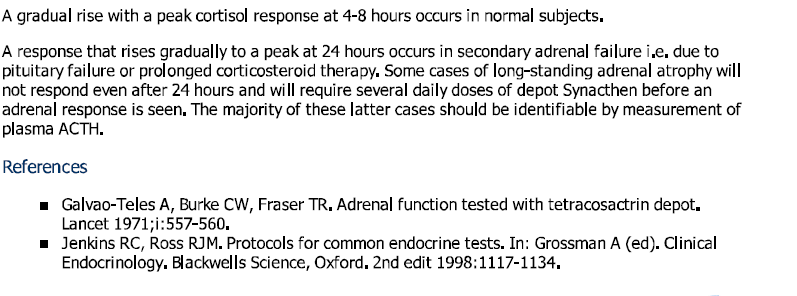 A gradual rise with a peak cortisol response at 4-8 hours occurs in normal subjects.
A response that rises gradually to a peak at 24 hours occurs in secondary adrenal failure i.e. due to
pituitary failure or prolonged corticosteroid therapy. Some cases of long-standing adrenal atrophy will
not respond even after 24 hours and will require several daily doses of depot Synacthen before an
adrenal response is seen. The majority of these latter cases should be identifiable by measurement of
plasma ACTH.
References
■ Galvao-Teles A, Burke CW, Fraser TR. Adrenal function tested with tetracosactrin depot.
Lancet 1971;i:557-560.
■ Jenkins RC, Ross RJM. Protocols for common endocrine tests. In: Grossman A (ed). Clinical
Endocrinology. Blackwells Science, Oxford. 2nd edit 1998:1117-1134.